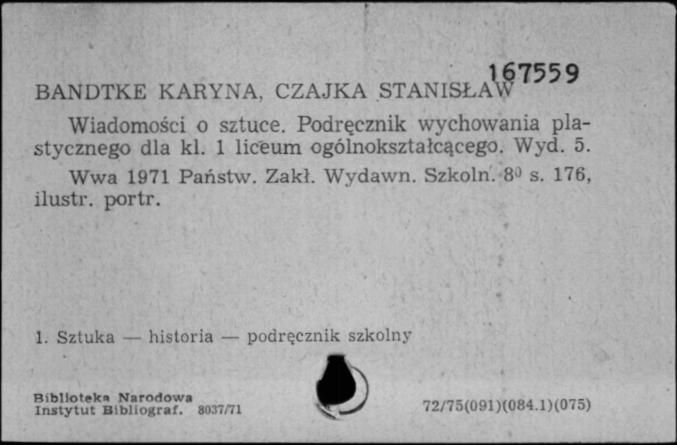 167559
BANDTKE KARYNA, CZAJKA STANISŁAW
Wiadomości o sztuce. Podręcznik wychowania pla-
stycznego dla kl. 1 liceum ogólnokształcącego. Wyd. 5.
Wwa 1971 Państw. Zakł. Wydawn. Szkoln. 8⁰ s. 176,
ilustr. portr.
1. Sztuka — historia — podręcznik szkolny
Biblioteka Narodowa
Instytut Bibliograf. 8037/71
72/75(091)(084.1)(075)